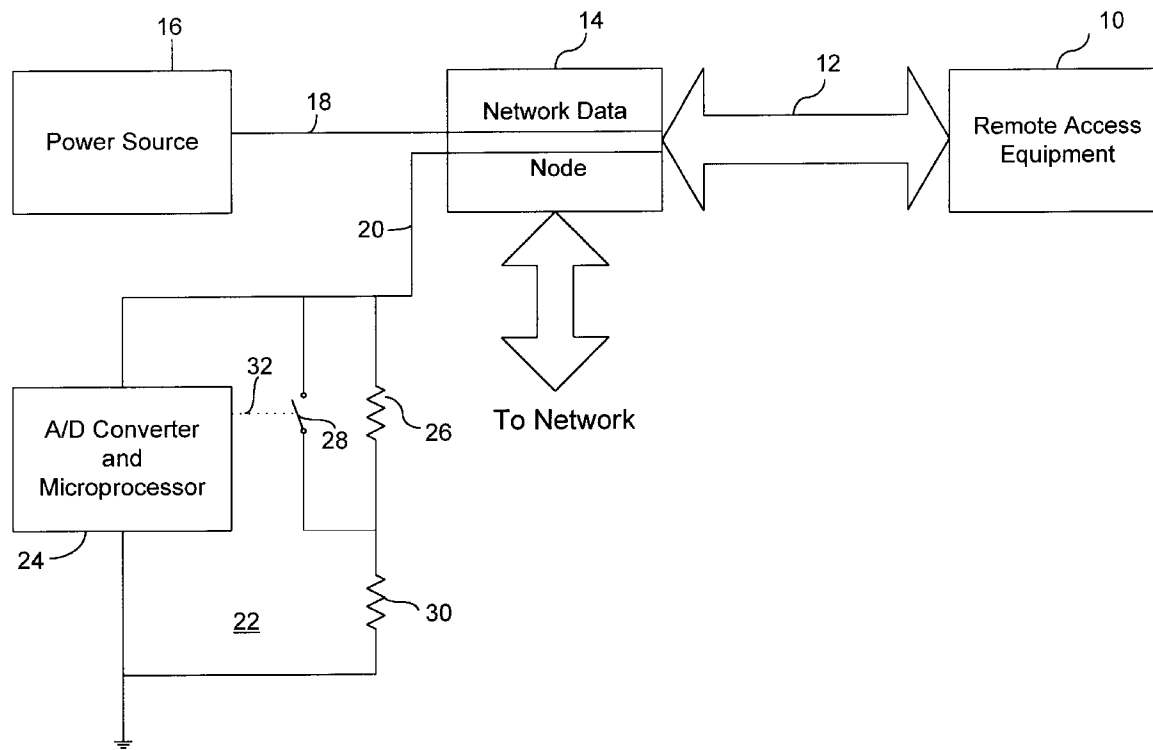 16
14
10
12
18
Power Source
Network Data
Node
Remote Access
Equipment
20
32
28
26
To Network
A/D Converter
and
Microprocessor
24
30
22